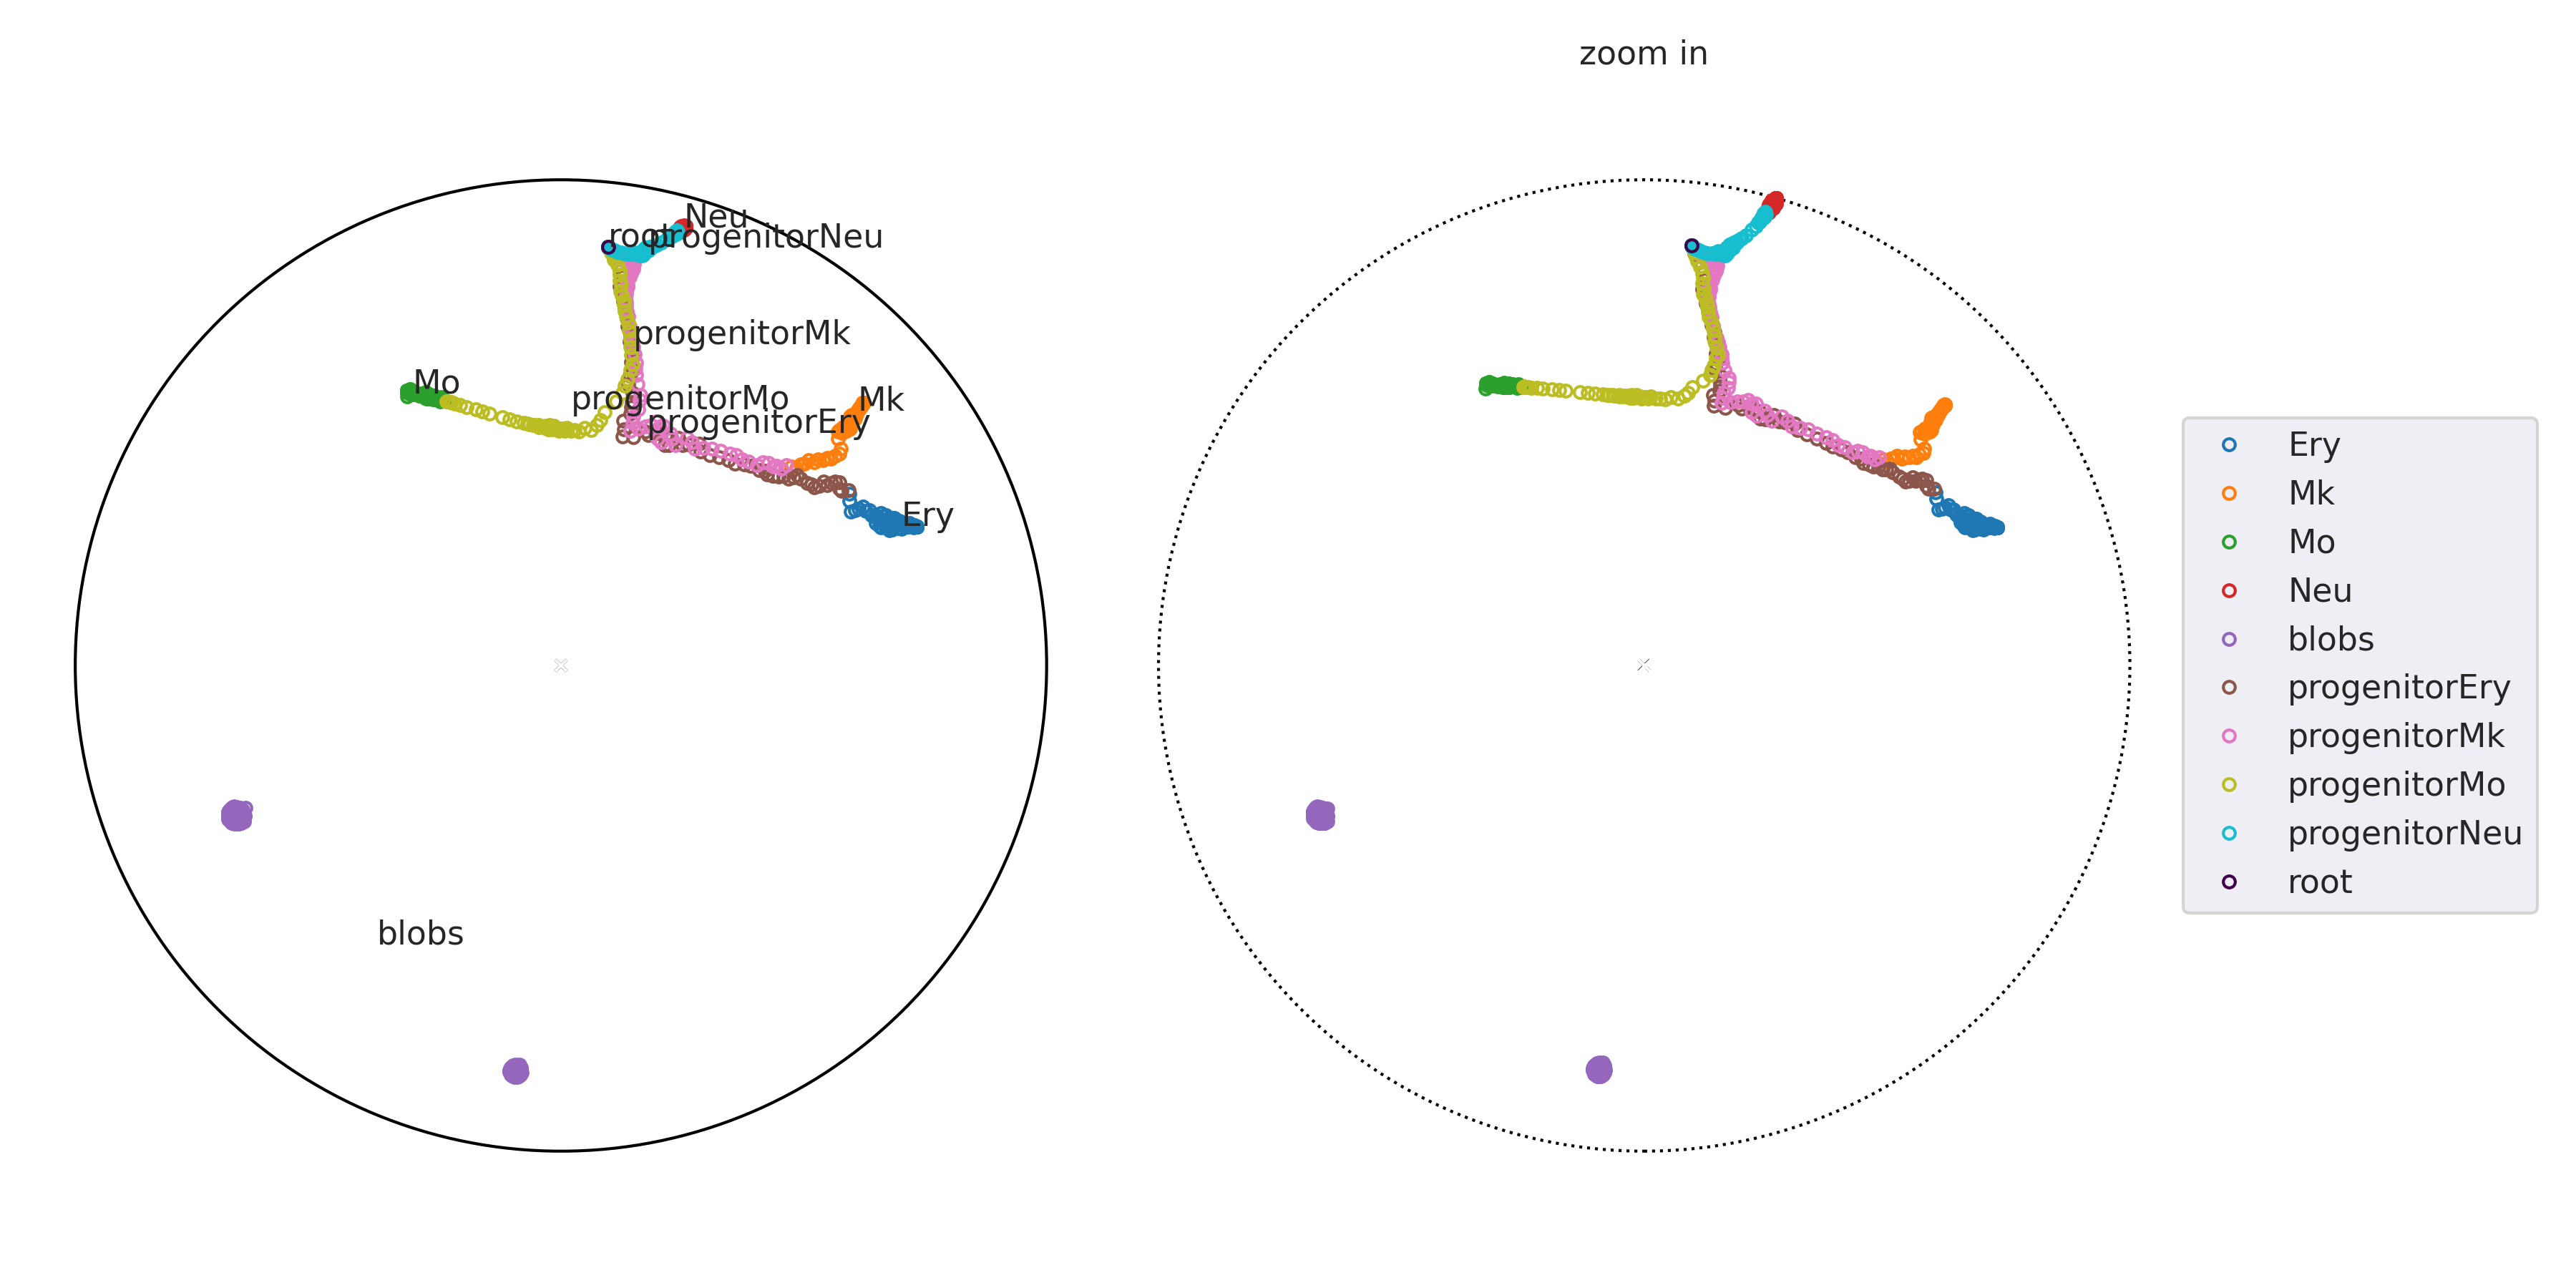 zoom in
Neu
root
progenitorNeu
progenitorMk
Mo
progenitorMo
Mk
progenitorEry
Ery
blobs
Ery
Mk
Mo
Neu
blobs
progenitorEry
progenitorMk
progenitorMo
progenitorNeu
root